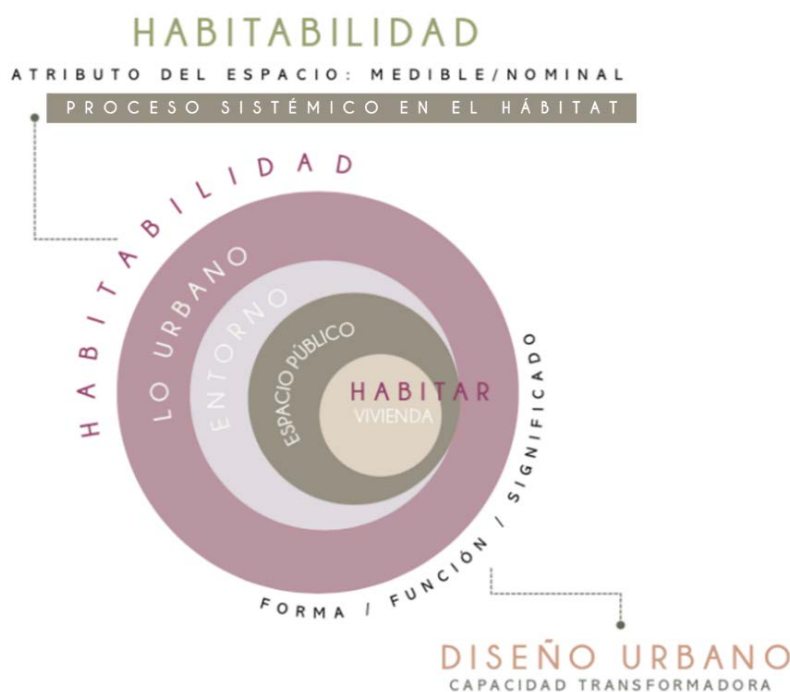 HABITABILIDAD
ATRIBUTO DEL ESPACIO: MEDIBLE/NOMINAL
PROCESO SISTÉMICO EN EL HÁBITAT
HABITABILIDAD
LO URBANO
ENTORNO
ESPACIO PÚBLICO
HABITAR
VIVIENDA
FORMA / FUNCIÓN / SIGNIFICADO
DISEÑO URBANO
CAPACIDAD TRANSFORMADORA